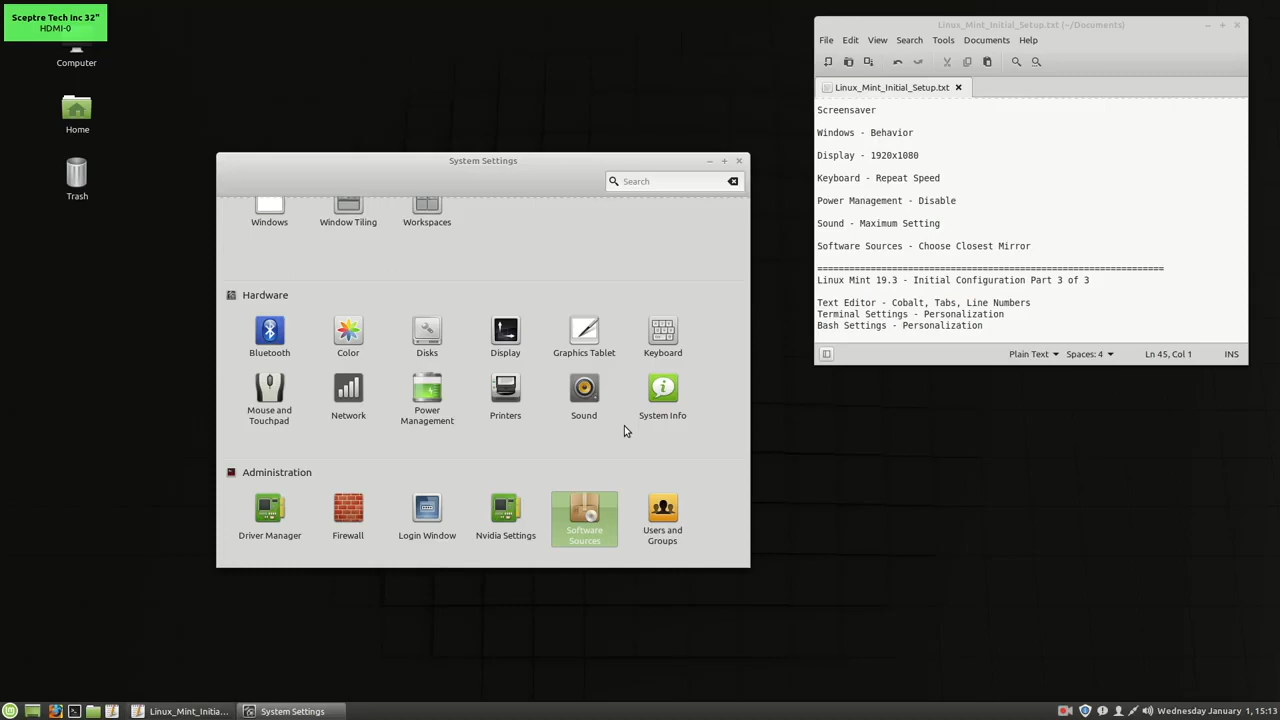 Sceptre Tech Inc 32"
HDMI-0
Computer
Home
Trash
System Settings
Search
Windows
Window Tiling
Workspaces
Hardware
Bluetooth
Color
Disks
Display
Graphics Tablet
Keyboard
Mouse and
Touchpad
Network
Power
Management
Printers
Sound
System Info
Administration
Driver Manager
Firewall
Login Window
Nvidia Settings
Software
Sources
Users and
Groups
Linux_Mint_Initial_Setup.txt (~/Documents)
File Edit View Search Tools Documents Help
Linux_Mint_Initial_Setup.txt
Screensaver
Windows - Behavior
Display - 1920x1080
Keyboard - Repeat Speed
Power Management - Disable
Sound - Maximum Setting
Software Sources - Choose Closest Mirror
=================================================================
Linux Mint 19.3 - Initial Configuration Part 3 of 3
Text Editor - Cobalt, Tabs, Line Numbers
Terminal Settings - Personalization
Bash Settings - Personalization
Plain Text Spaces: 4 Ln 45, Col 1 INS
Linux_Mint_Initia...
System Settings
Wednesday January 1, 15:13